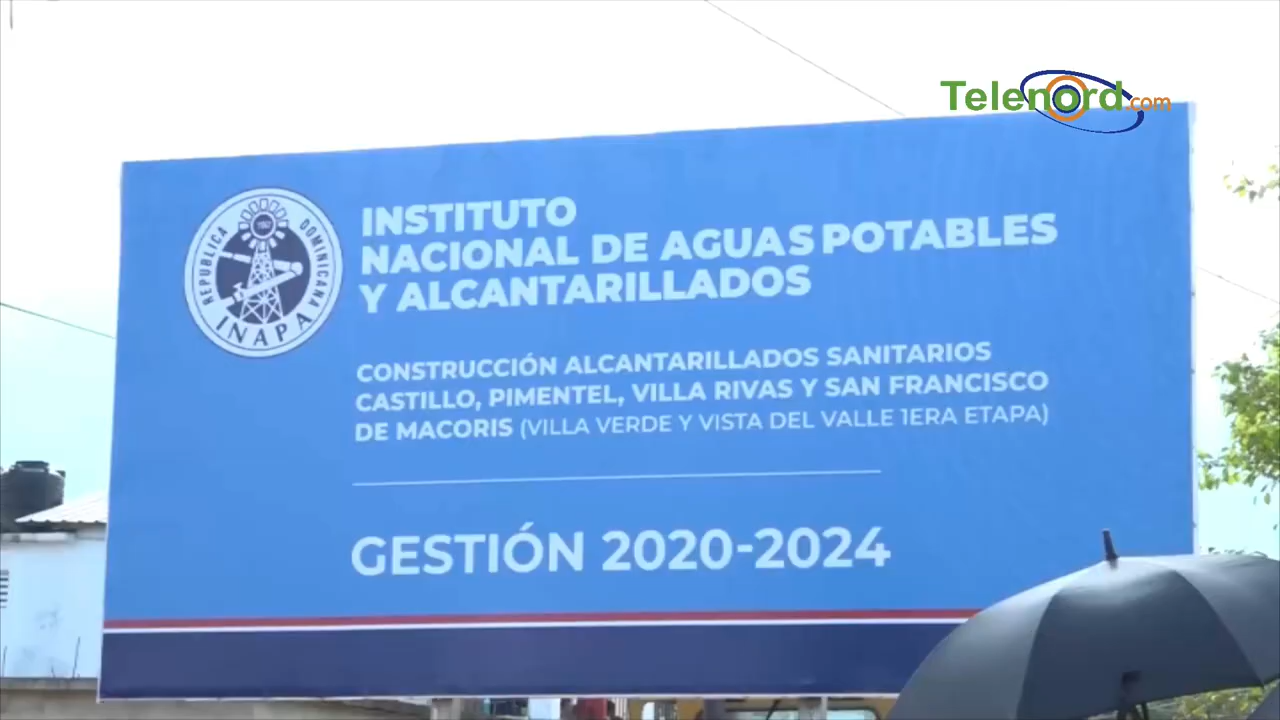 Telenord.com
REPUBLICA DOMINICANA
INAPA
INSTITUTO
NACIONAL DE AGUAS POTABLES
Y ALCANTARILLADOS
CONSTRUCCIÓN ALCANTARILLADOS SANITARIOS
CASTILLO, PIMENTEL, VILLA RIVAS Y SAN FRANCISCO
DE MACORIS (VILLA VERDE Y VISTA DEL VALLE 1ERA ETAPA)
GESTIÓN 2020-2024